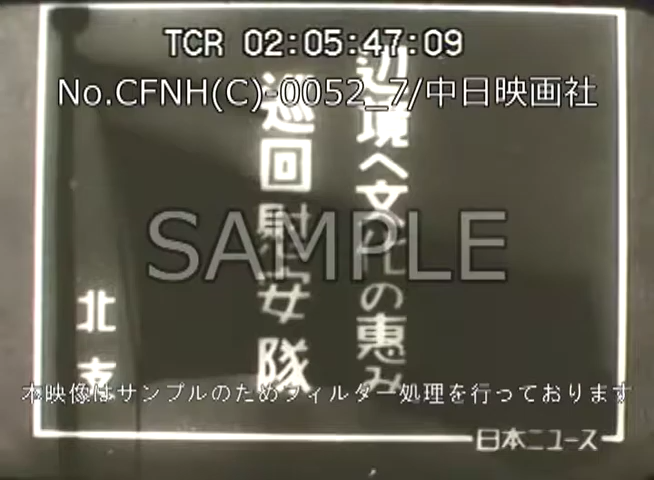 TCR 02:05:47:09
No.CFNH(C)-0052_7/中日映画社
辺境へ文化の恵み
巡回財女隊
SAMPLE
北支
本映像はサンプルのためフィルター処理を行っております
日本ニュース